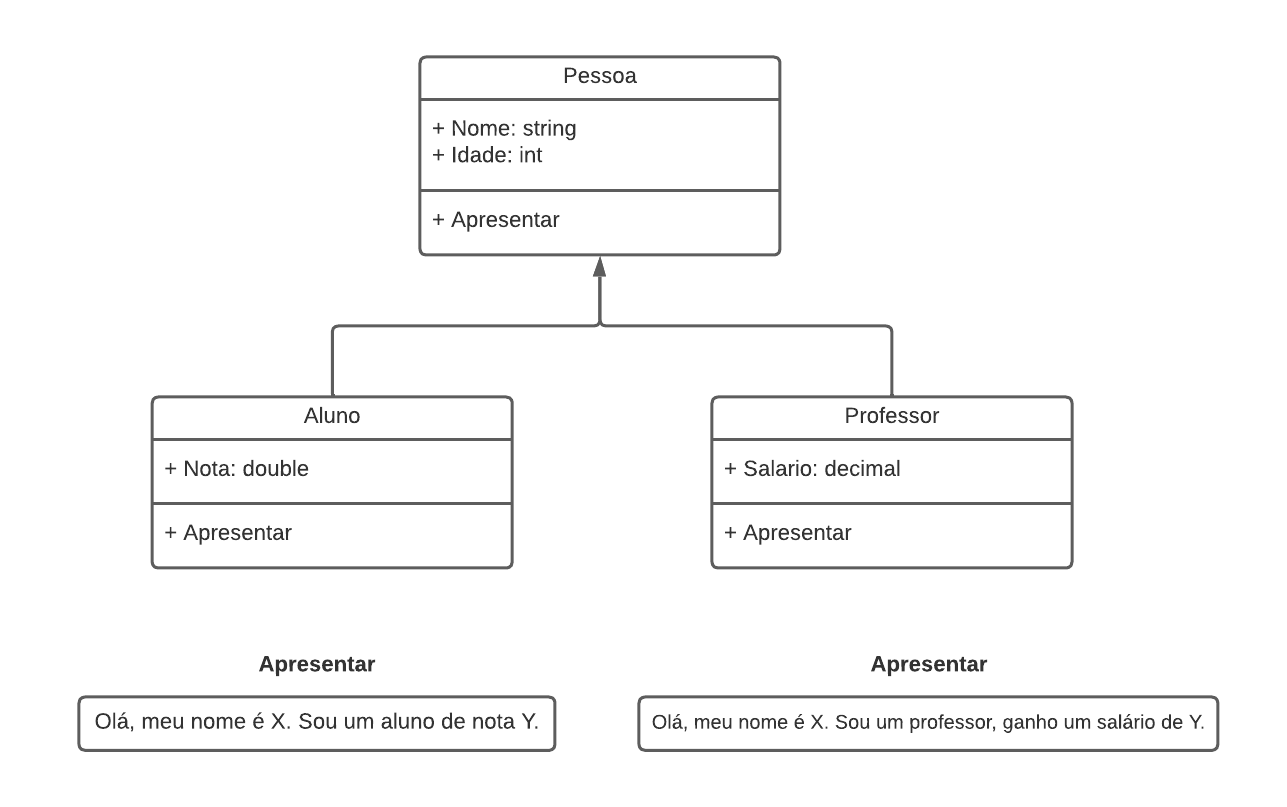 Pessoa
+ Nome: string
+ Idade: int
+ Apresentar
Aluno
+ Nota: double
+ Apresentar
Professor
+ Salario: decimal
+ Apresentar
Apresentar
Olá, meu nome é X. Sou um aluno de nota Y.
Apresentar
Olá, meu nome é X. Sou um professor, ganho um salário de Y.